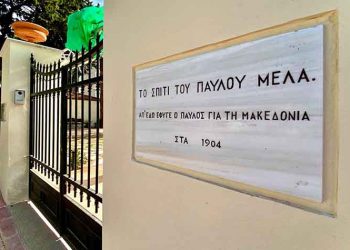 ΤΟ ΣΠΙΤΙ ΤΟΥ ΠΑΥΛΟΥ ΜΕΛΑ.
ΑΠ' ΕΔΩ ΕΦΥΓΕ Ο ΠΑΥΛΟΣ ΓΙΑ ΤΗ ΜΑΚΕΔΟΝΙΑ
ΣΤΑ 1904